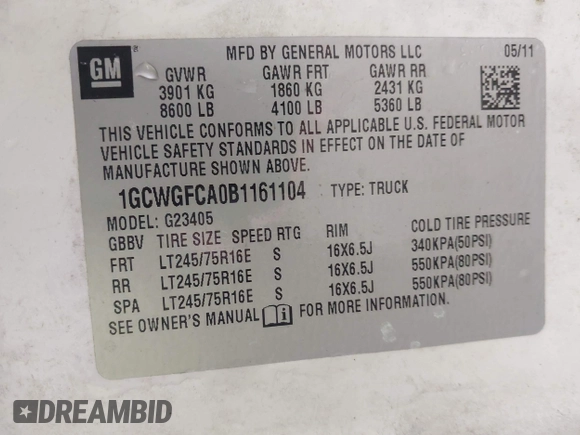 GM
MFD BY GENERAL MOTORS LLC 05/11
GVWR GAWR FRT GAWR RR
3901 KG 1860 KG 2431 KG
8600 LB 4100 LB 5360 LB
THIS VEHICLE CONFORMS TO ALL APPLICABLE U.S. FEDERAL MOTOR
VEHICLE SAFETY STANDARDS IN EFFECT ON THE DATE OF
MANUFACTURE SHOWN ABOVE.
1GCWGFCA0B1161104 TYPE: TRUCK
MODEL: G23405
GBBV TIRE SIZE SPEED RTG RIM COLD TIRE PRESSURE
FRT LT245/75R16E S 16X6.5J 340KPA(50PSI)
RR LT245/75R16E S 16X6.5J 550KPA(80PSI)
SPA LT245/75R16E S 16X6.5J 550KPA(80PSI)
SEE OWNER'S MANUAL i FOR MORE INFORMATION.
DREAMBID